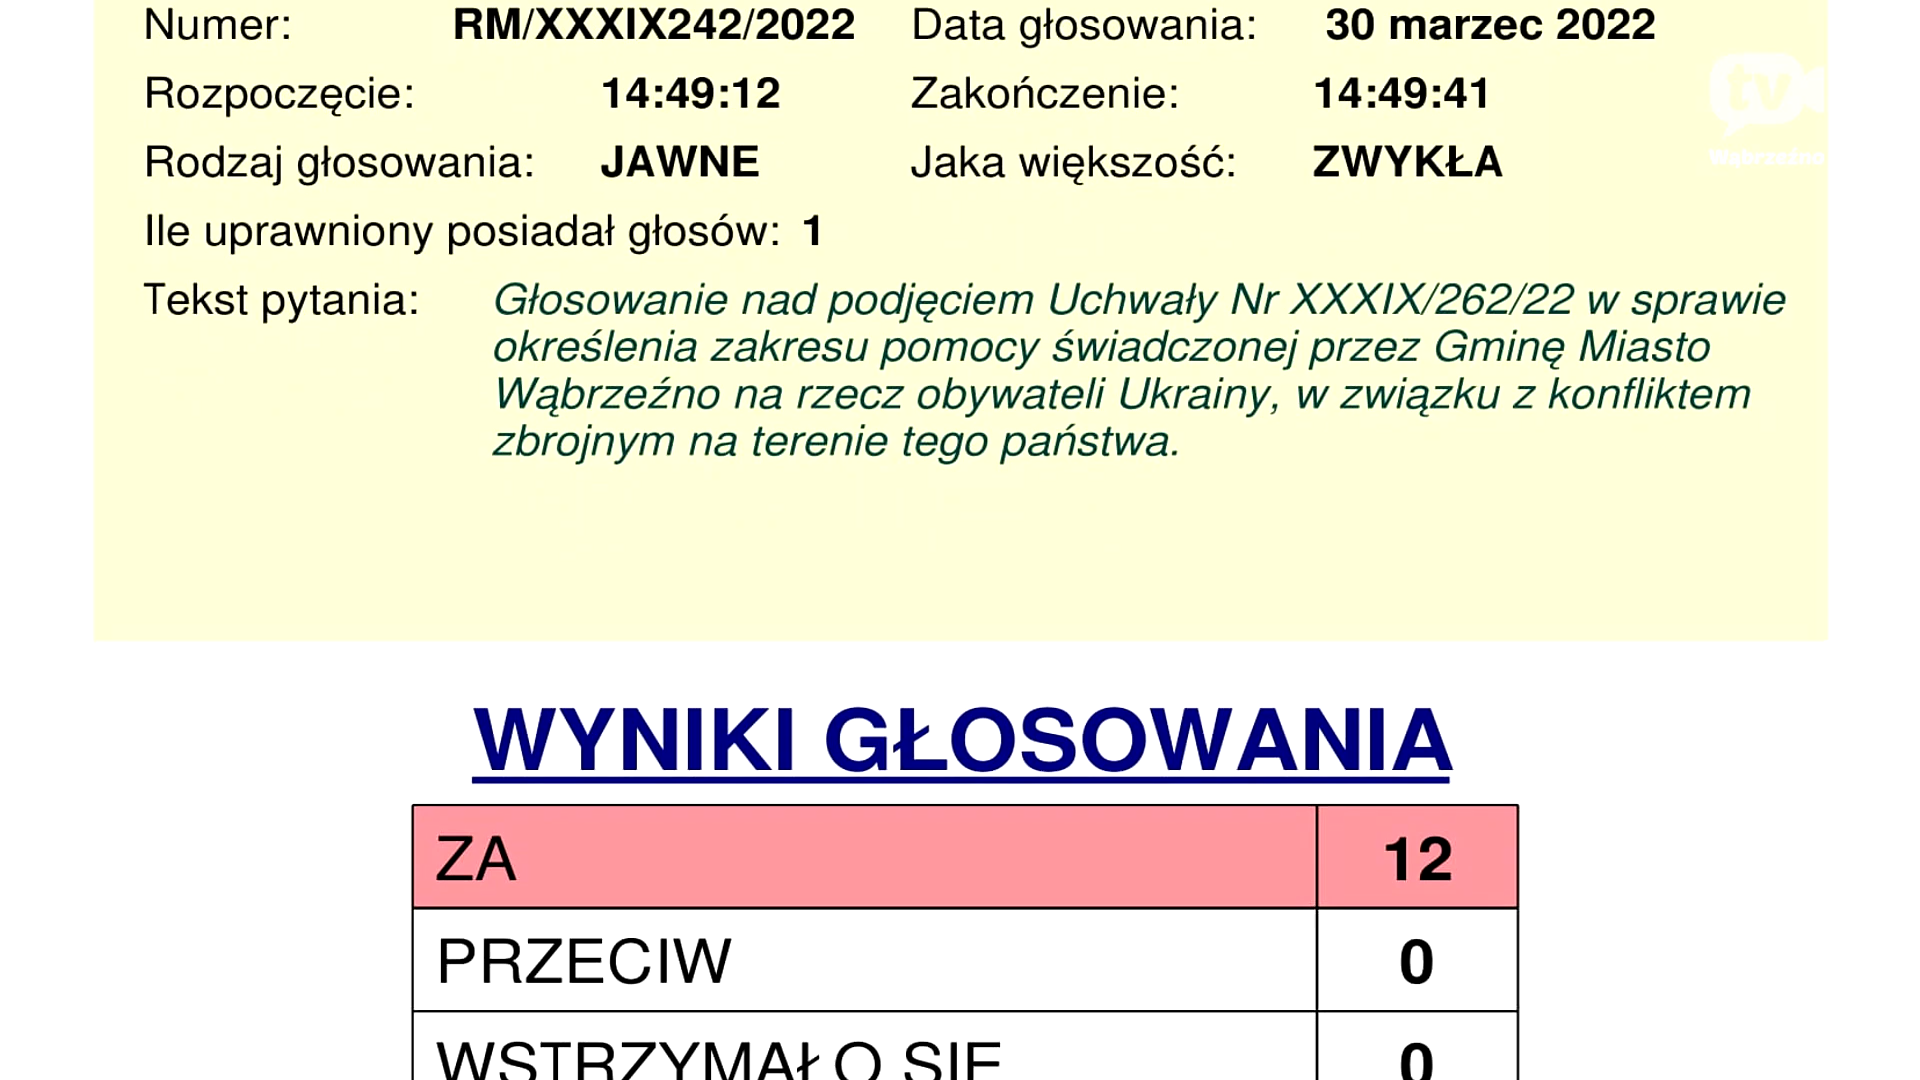 Numer: RM/XXXIX242/2022 Data głosowania: 30 marzec 2022
Rozpoczęcie: 14:49:12 Zakończenie: 14:49:41
Rodzaj głosowania: JAWNE Jaka większość: ZWYKŁA
Ile uprawniony posiadał głosów: 1
Tekst pytania: Głosowanie nad podjęciem Uchwały Nr XXXIX/262/22 w sprawie
określenia zakresu pomocy świadczonej przez Gminę Miasto
Wąbrzeźno na rzecz obywateli Ukrainy, w związku z konfliktem
zbrojnym na terenie tego państwa.
tv
Wąbrzeźno
WYNIKI GŁOSOWANIA
ZA 12
PRZECIW 0
WSTRZYMAŁO SIĘ 0